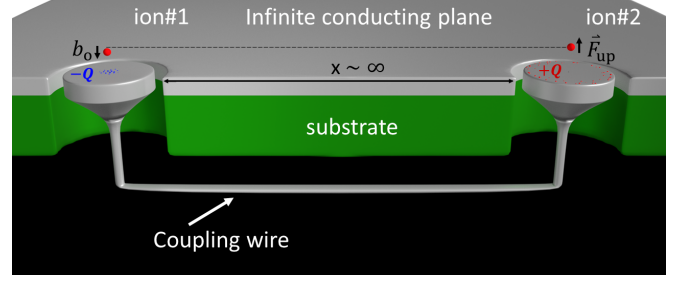 ion#1 Infinite conducting plane ion#2
b₀ F⃗up
-Q x ~ ∞ +Q
substrate
Coupling wire